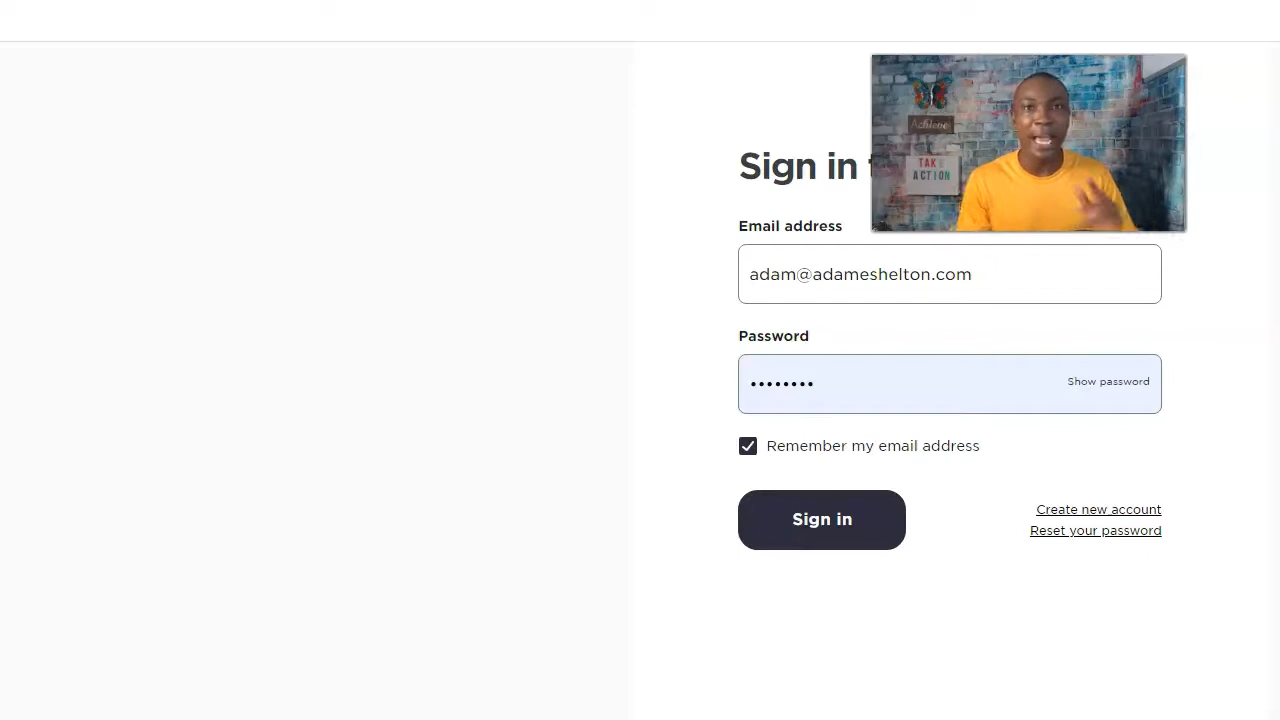 Sign in
Achieve
TAKE
ACTION
Email address
adam@adameshelton.com
Password
••••••••
Show password
Remember my email address
Sign in
Create new account
Reset your password